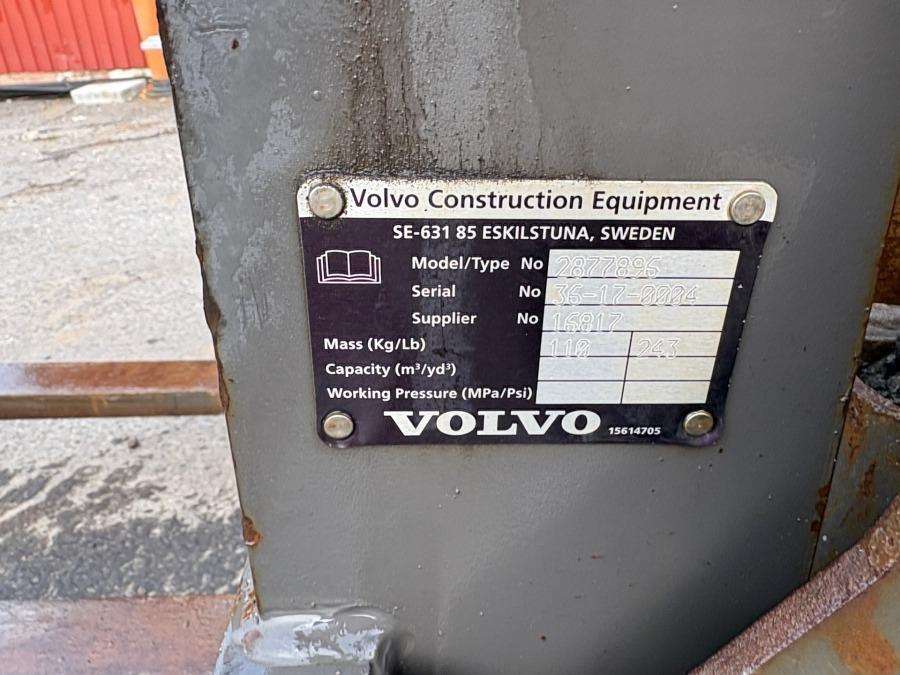 Volvo Construction Equipment
SE-631 85 ESKILSTUNA, SWEDEN
Model/Type No 2877896
Serial No 36-17-0004
Supplier No 16817
Mass (Kg/Lb) 110 243
Capacity (m³/yd³)
Working Pressure (MPa/Psi)
VOLVO 15614705